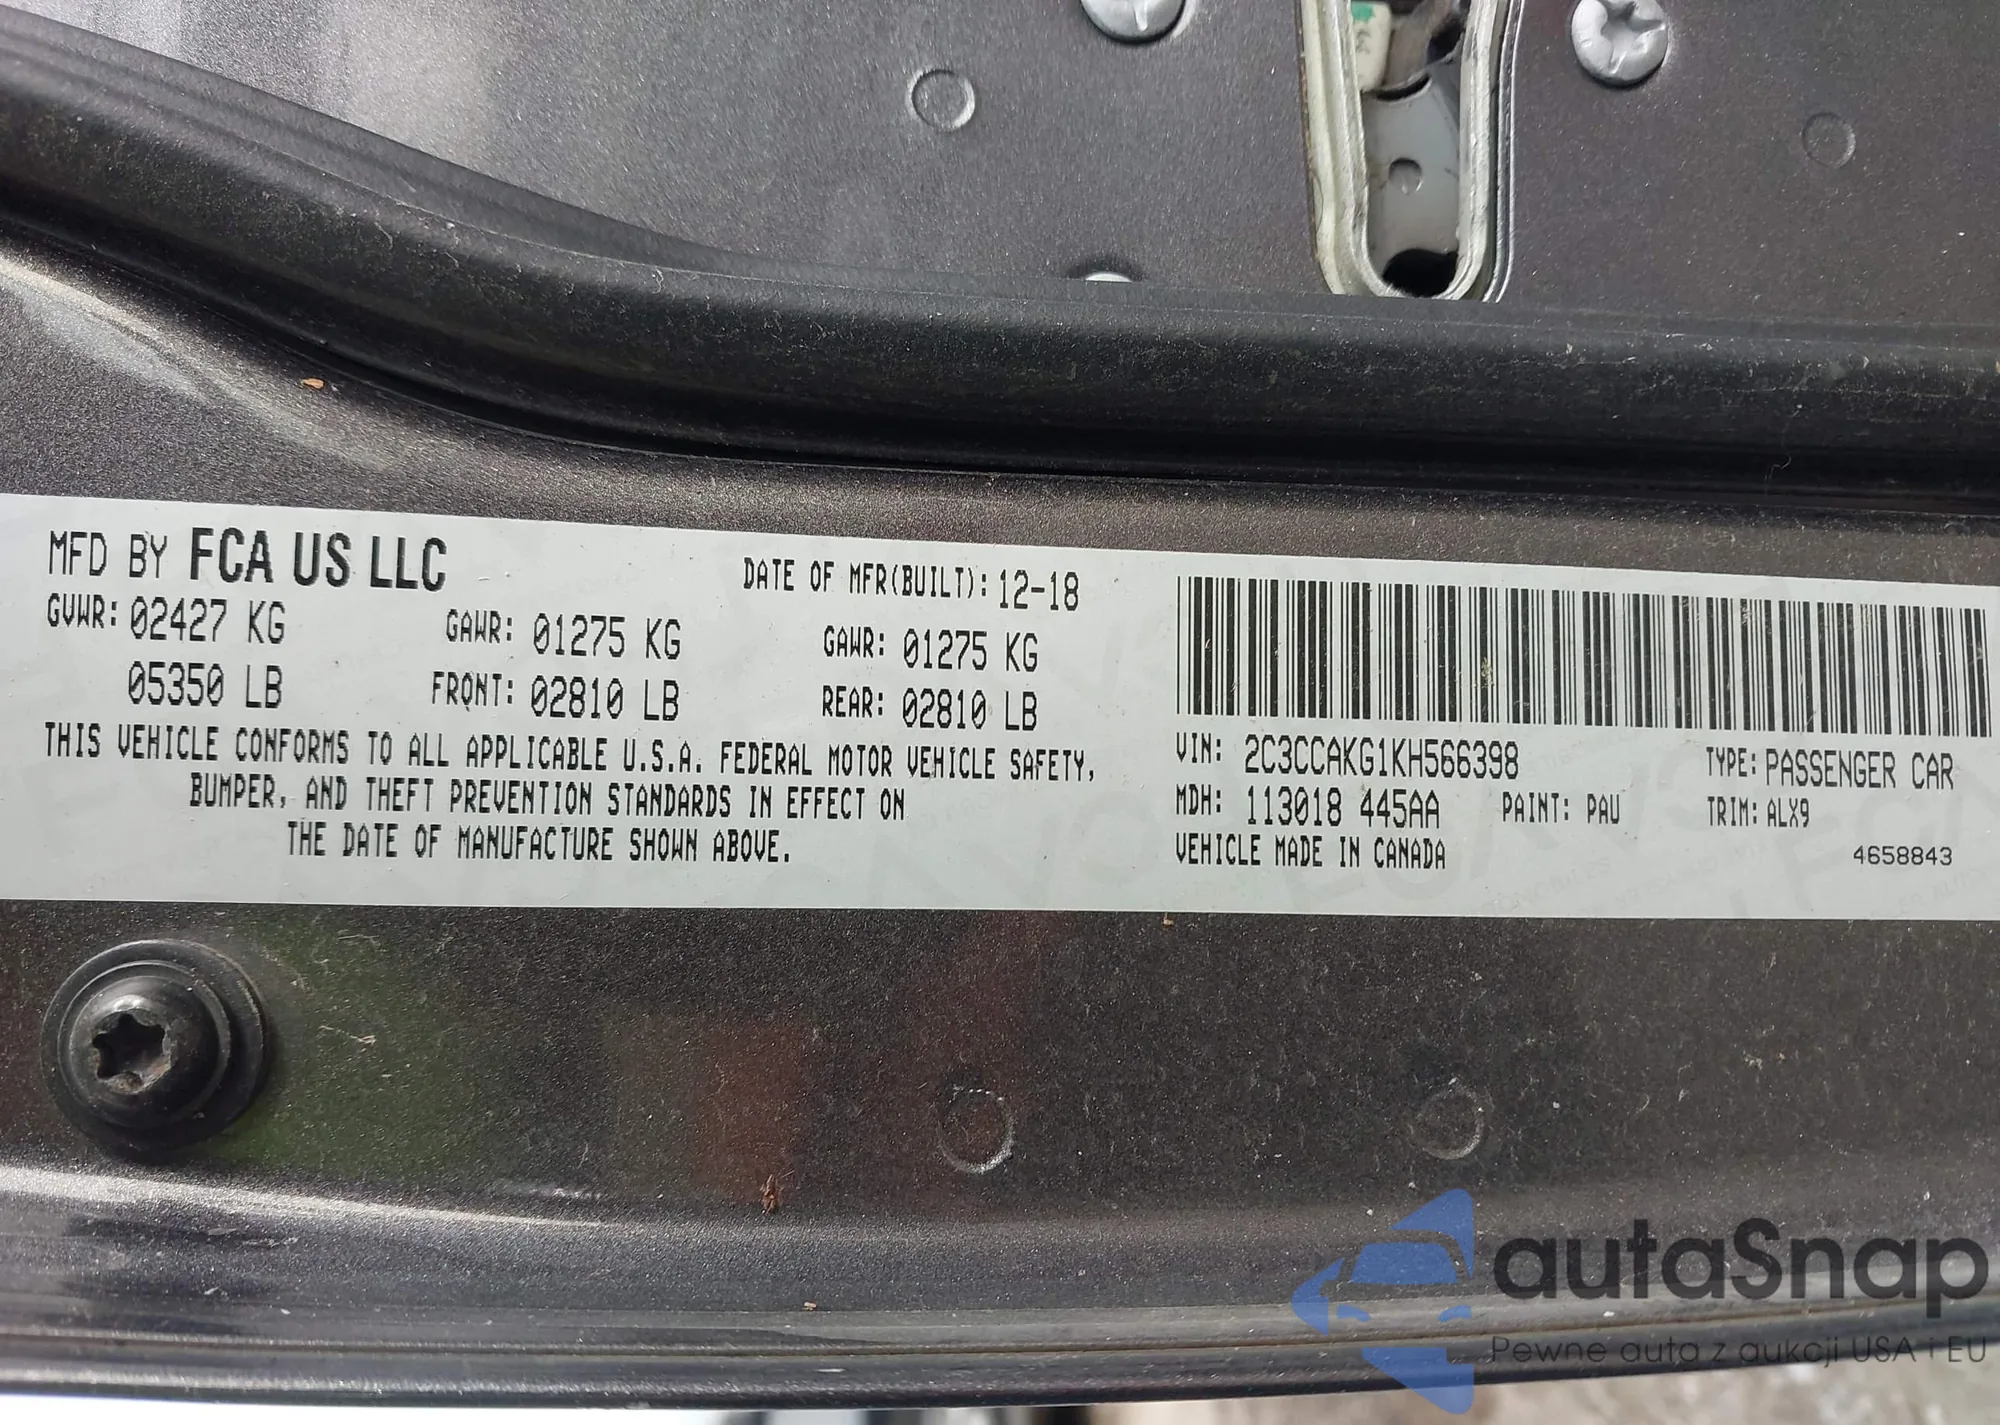 MFD BY FCA US LLC
DATE OF MFR(BUILT): 12-18
GVWR: 02427 KG
GAWR: 01275 KG
GAWR: 01275 KG
05350 LB
FRONT: 02810 LB
REAR: 02810 LB
THIS VEHICLE CONFORMS TO ALL APPLICABLE U.S.A. FEDERAL MOTOR VEHICLE SAFETY,
BUMPER, AND THEFT PREVENTION STANDARDS IN EFFECT ON
THE DATE OF MANUFACTURE SHOWN ABOVE.
VIN: 2C3CCAKG1KH566398
TYPE: PASSENGER CAR
MDH: 113018 445AA
PAINT: PAU
TRIM: ALX9
VEHICLE MADE IN CANADA
4658843
autaSnap
Pewne auta z aukcji USA i EU